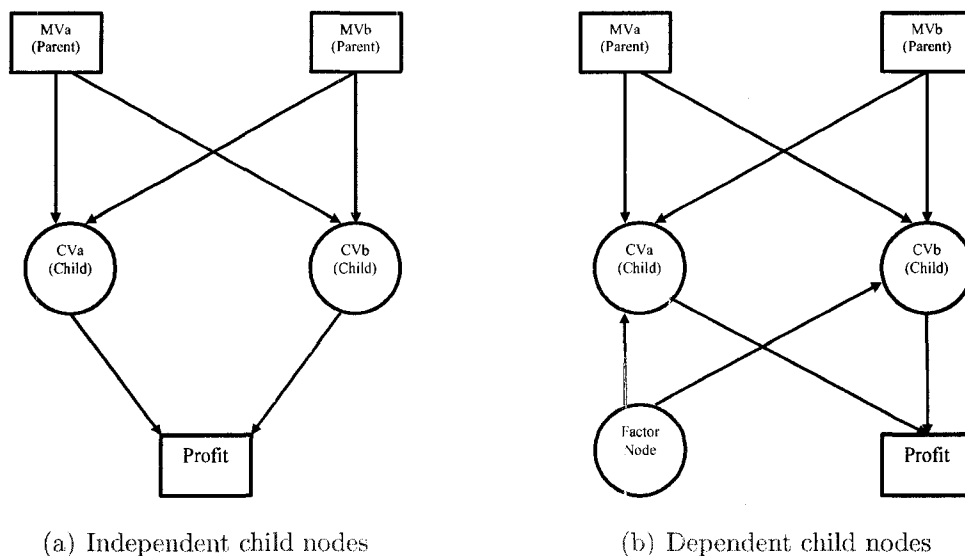 MVa
(Parent)
MVb
(Parent)
CVa
(Child)
CVb
(Child)
Profit
(a) Independent child nodes
MVa
(Parent)
MVb
(Parent)
CVa
(Child)
CVb
(Child)
Factor
Node
Profit
(b) Dependent child nodes